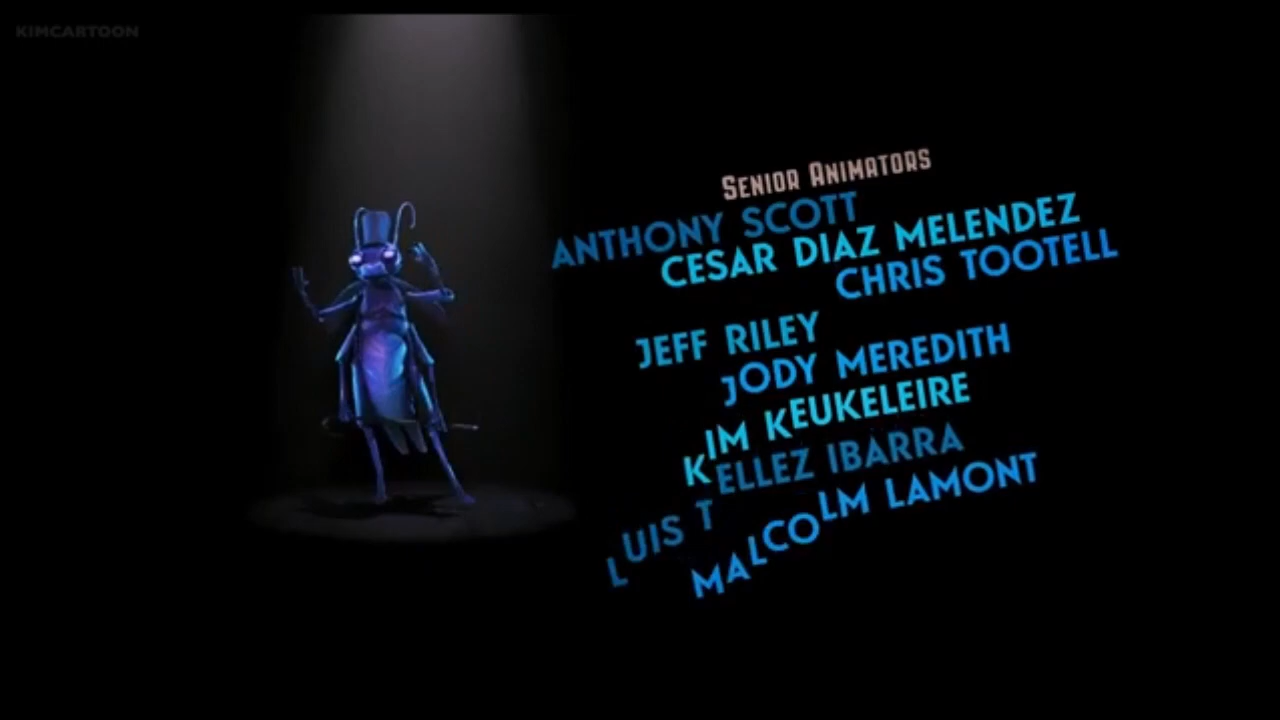 KIMCARTOON
SENIOR ANIMATORS
ANTHONY SCOTT
CESAR DIAZ MELENDEZ
CHRIS TOOTELL
JEFF RILEY
JODY MEREDITH
KIM KEUKELEIRE
LUIS TELLEZ IBARRA
MALCOLM LAMONT